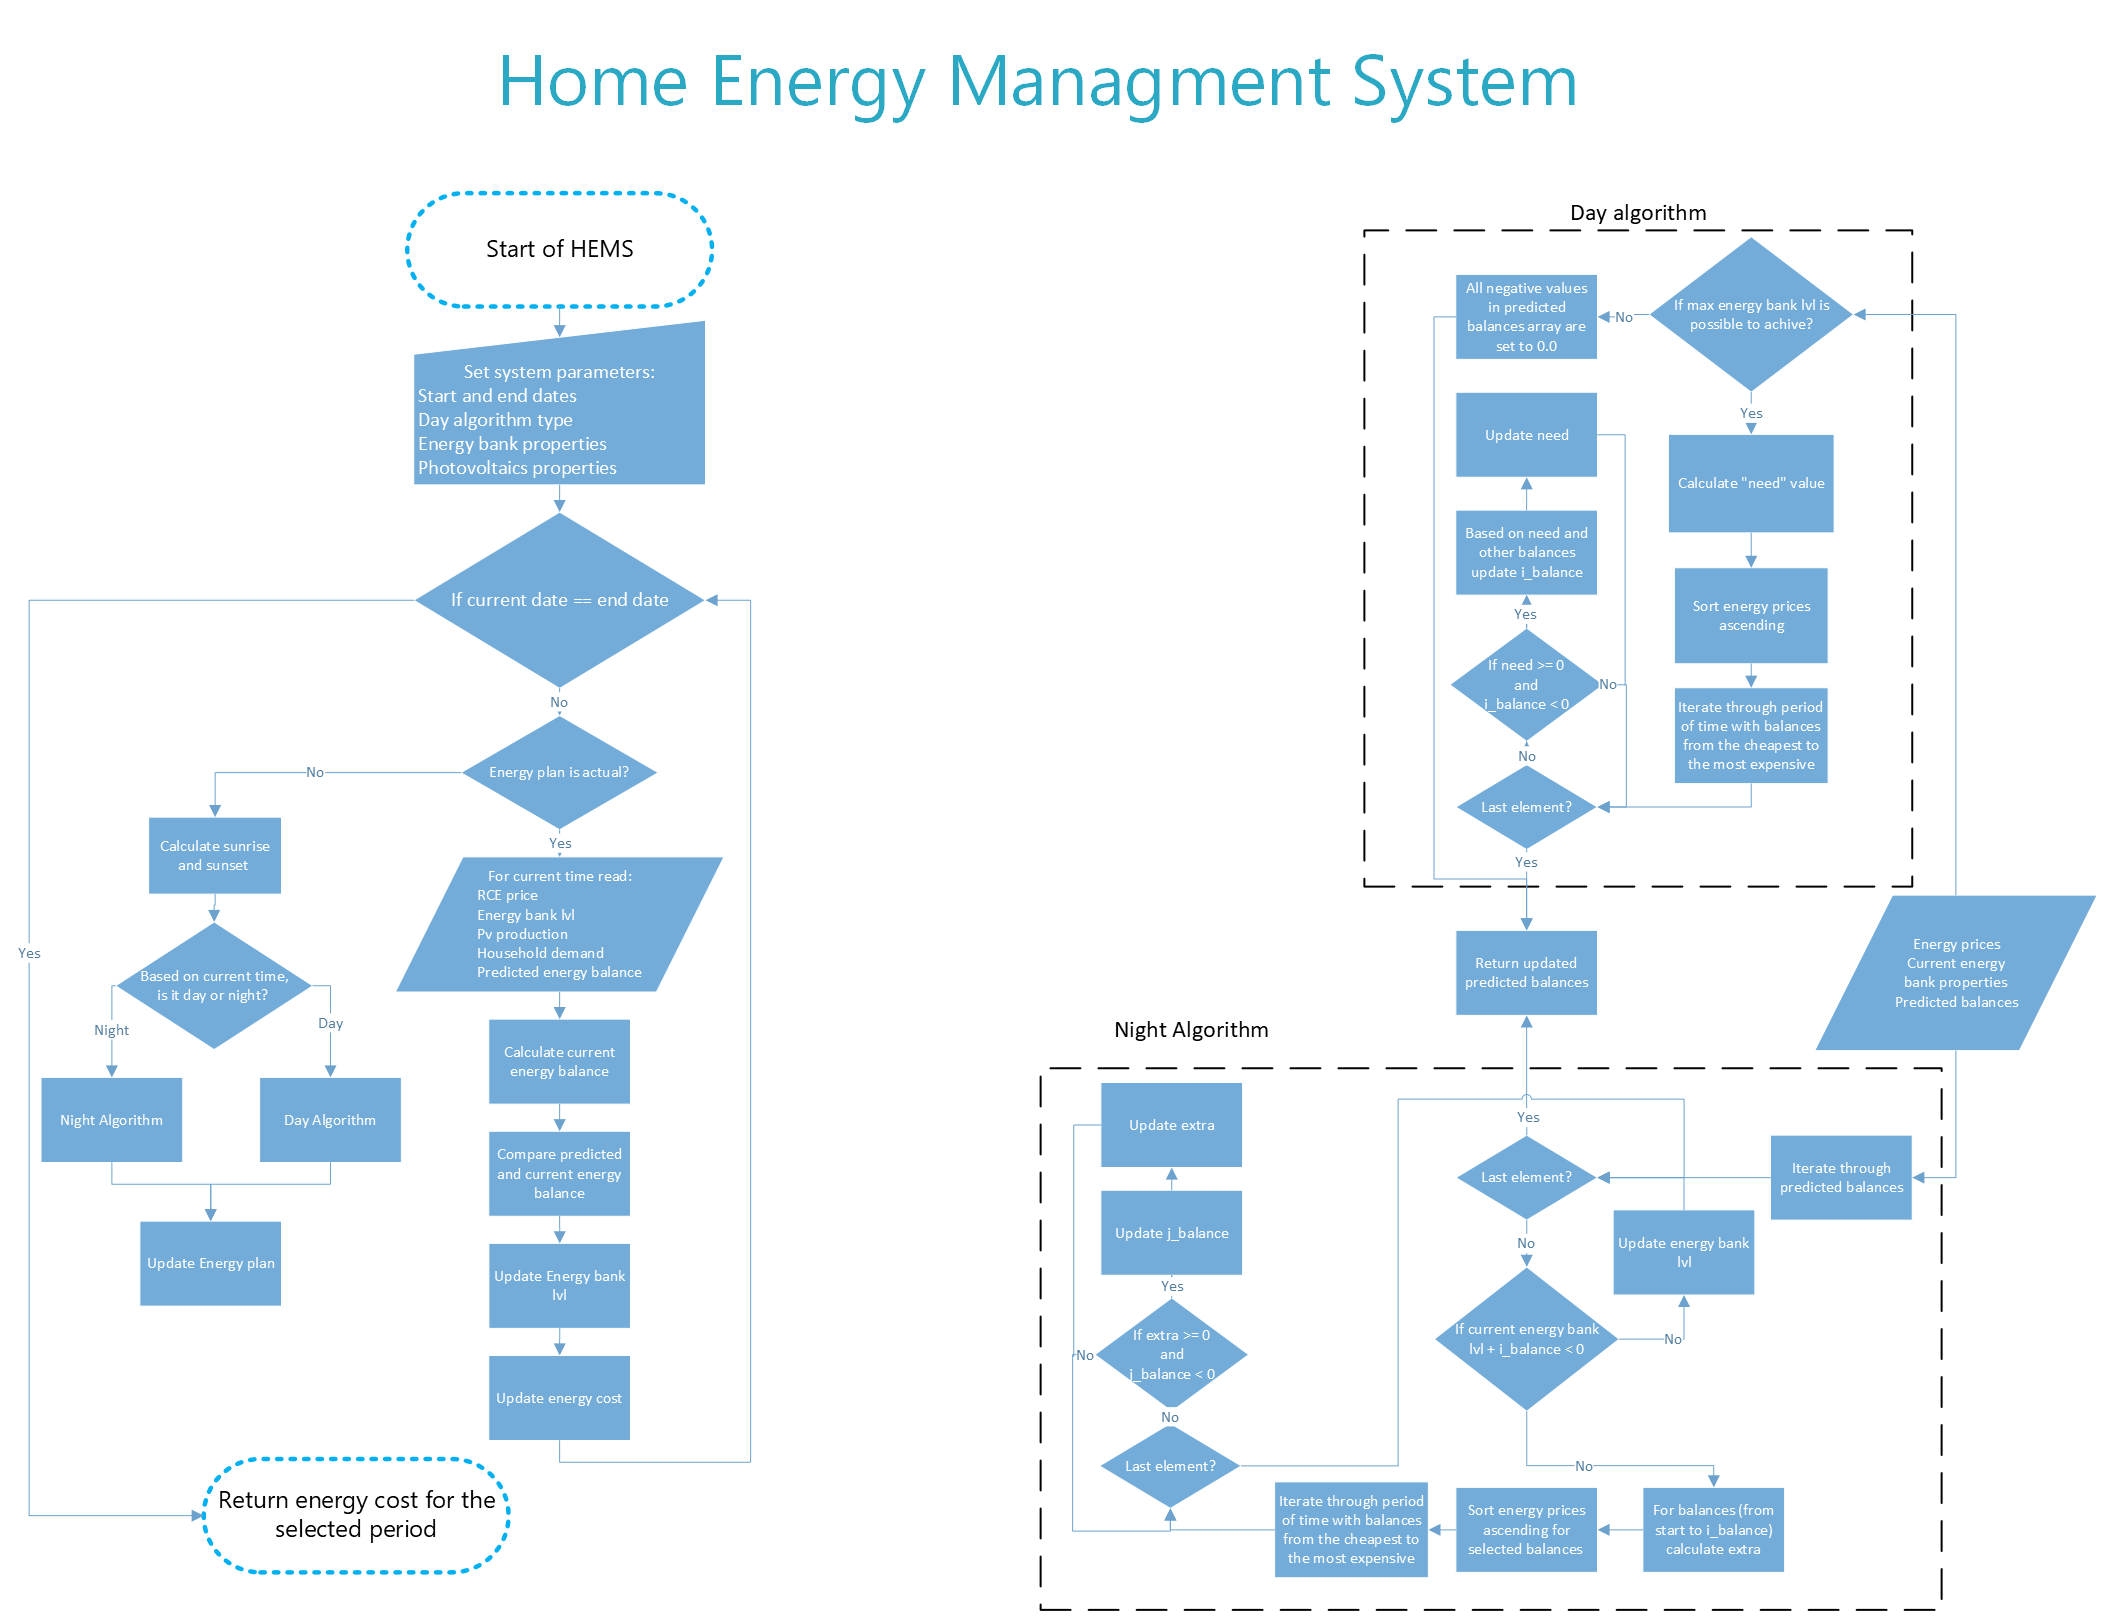 Home Energy Managment System
Start of HEMS
Set system parameters:
Start and end dates
Day algorithm type
Energy bank properties
Photovoltaics properties
If current date == end date
Yes
No
Energy plan is actual?
No
Yes
Calculate sunrise
and sunset
Based on current time,
is it day or night?
Night
Day
Night Algorithm
Day Algorithm
Update Energy plan
For current time read:
RCE price
Energy bank lvl
Pv production
Household demand
Predicted energy balance
Calculate current
energy balance
Compare predicted
and current energy
balance
Update Energy bank
lvl
Update energy cost
Return energy cost for the
selected period
Day algorithm
If max energy bank lvl is
possible to achive?
No
All negative values
in predicted
balances array are
set to 0.0
Yes
Calculate "need" value
Sort energy prices
ascending
Iterate through period
of time with balances
from the cheapest to
the most expensive
Update need
Based on need and
other balances
update i_balance
Yes
If need >= 0
and
i_balance < 0
No
No
Last element?
Yes
Return updated
predicted balances
Energy prices
Current energy
bank properties
Predicted balances
Night Algorithm
Iterate through
predicted balances
Yes
Last element?
No
If current energy bank
lvl + i_balance < 0
No
Update energy bank
lvl
No
For balances (from
start to i_balance)
calculate extra
Sort energy prices
ascending for
selected balances
Iterate through period
of time with balances
from the cheapest to
the most expensive
Update extra
Update j_balance
Yes
If extra >= 0
and
j_balance < 0
No
No
Last element?